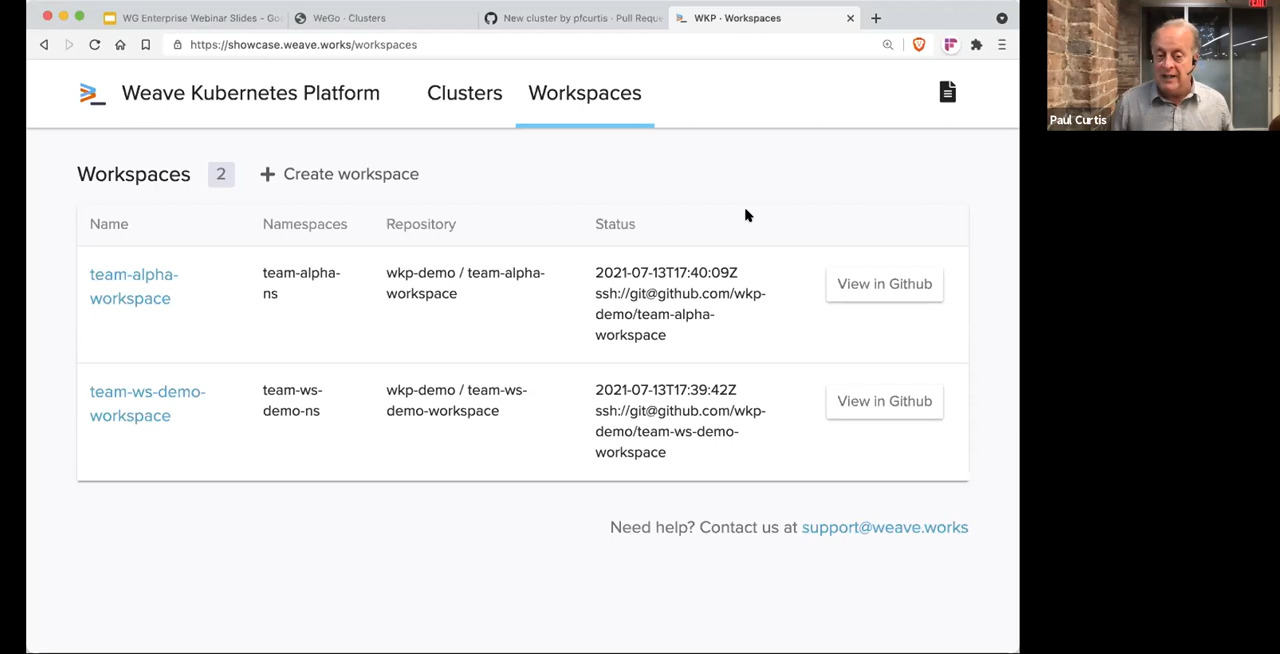 WG Enterprise Webinar Slides - Go
WeGo · Clusters
New cluster by pfcurtis · Pull Reque
WKP · Workspaces
https://showcase.weave.works/workspaces
Weave Kubernetes Platform
Clusters
Workspaces
Workspaces 2 + Create workspace
Name Namespaces Repository Status
team-alpha-
workspace
team-alpha-
ns
wkp-demo / team-alpha-
workspace
2021-07-13T17:40:09Z
ssh://git@github.com/wkp-
demo/team-alpha-
workspace
View in Github
team-ws-demo-
workspace
team-ws-
demo-ns
wkp-demo / team-ws-
demo-workspace
2021-07-13T17:39:42Z
ssh://git@github.com/wkp-
demo/team-ws-demo-
workspace
View in Github
Need help? Contact us at support@weave.works
Paul Curtis
EXIT